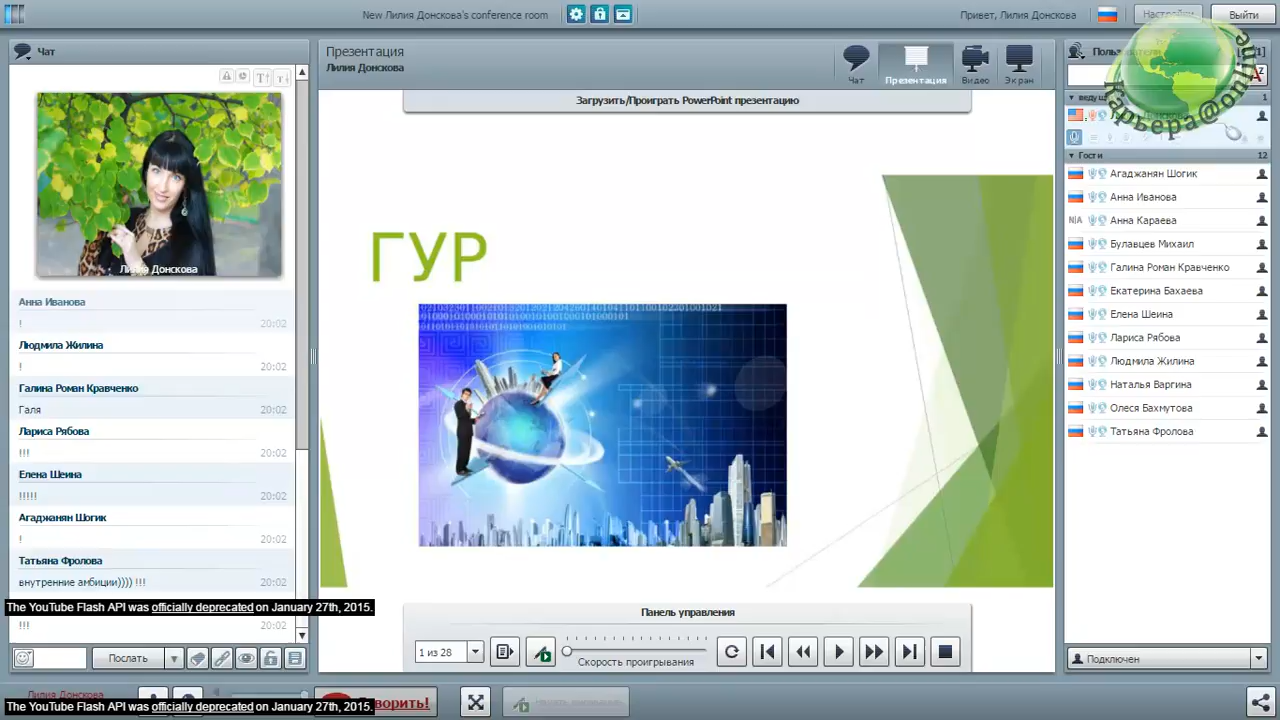 New Лилия Донскова's conference room
Привет, Лилия Донскова
Настройки
Выйти
Чат
Лилия Донскова
Анна Иванова
!
20:02
Людмила Жилина
!
20:02
Галина Роман Кравченко
Галя
20:02
Лариса Рябова
!!!
20:02
Елена Шеина
!!!!!
20:02
Агаджанян Шогик
!
20:02
Татьяна Фролова
внутренние амбиции)))) !!!
20:02
The YouTube Flash API was officially deprecated on January 27th, 2015.
!!!
20:02
Послать
Презентация
Лилия Донскова
Чат
Презентация
Видео
Экран
Загрузить/Проиграть PowerPoint презентацию
ГУР
Панель управления
1 из 28
Скорость проигрывания
Карьера@online
ведущ
1
Гости
12
Агаджанян Шогик
Анна Иванова
N/A
Анна Караева
Булавцев Михаил
Галина Роман Кравченко
Екатерина Бахаева
Елена Шеина
Лариса Рябова
Людмила Жилина
Наталья Варгина
Олеся Бахмутова
Татьяна Фролова
Подключен
Лилия Донскова
The YouTube Flash API was officially deprecated on January 27th, 2015.